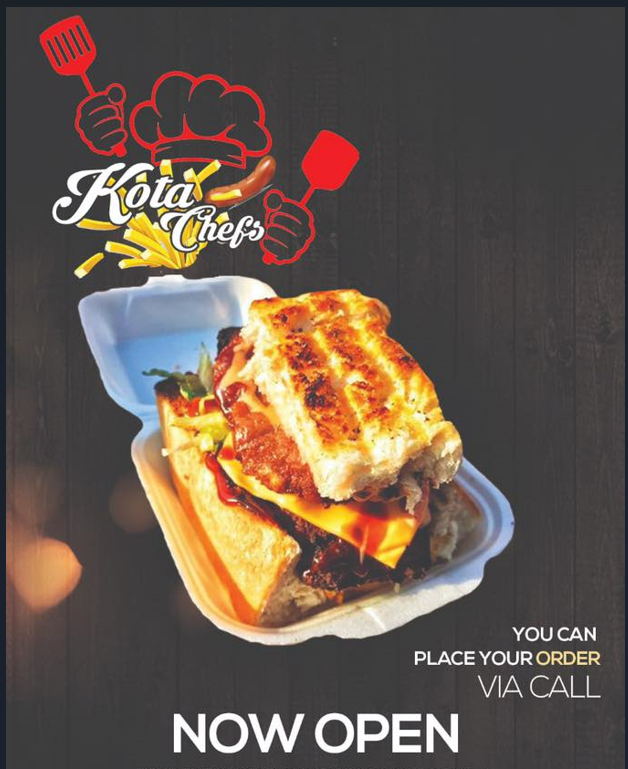 Kota
Chefs
YOU CAN
PLACE YOUR ORDER
VIA CALL
NOW OPEN